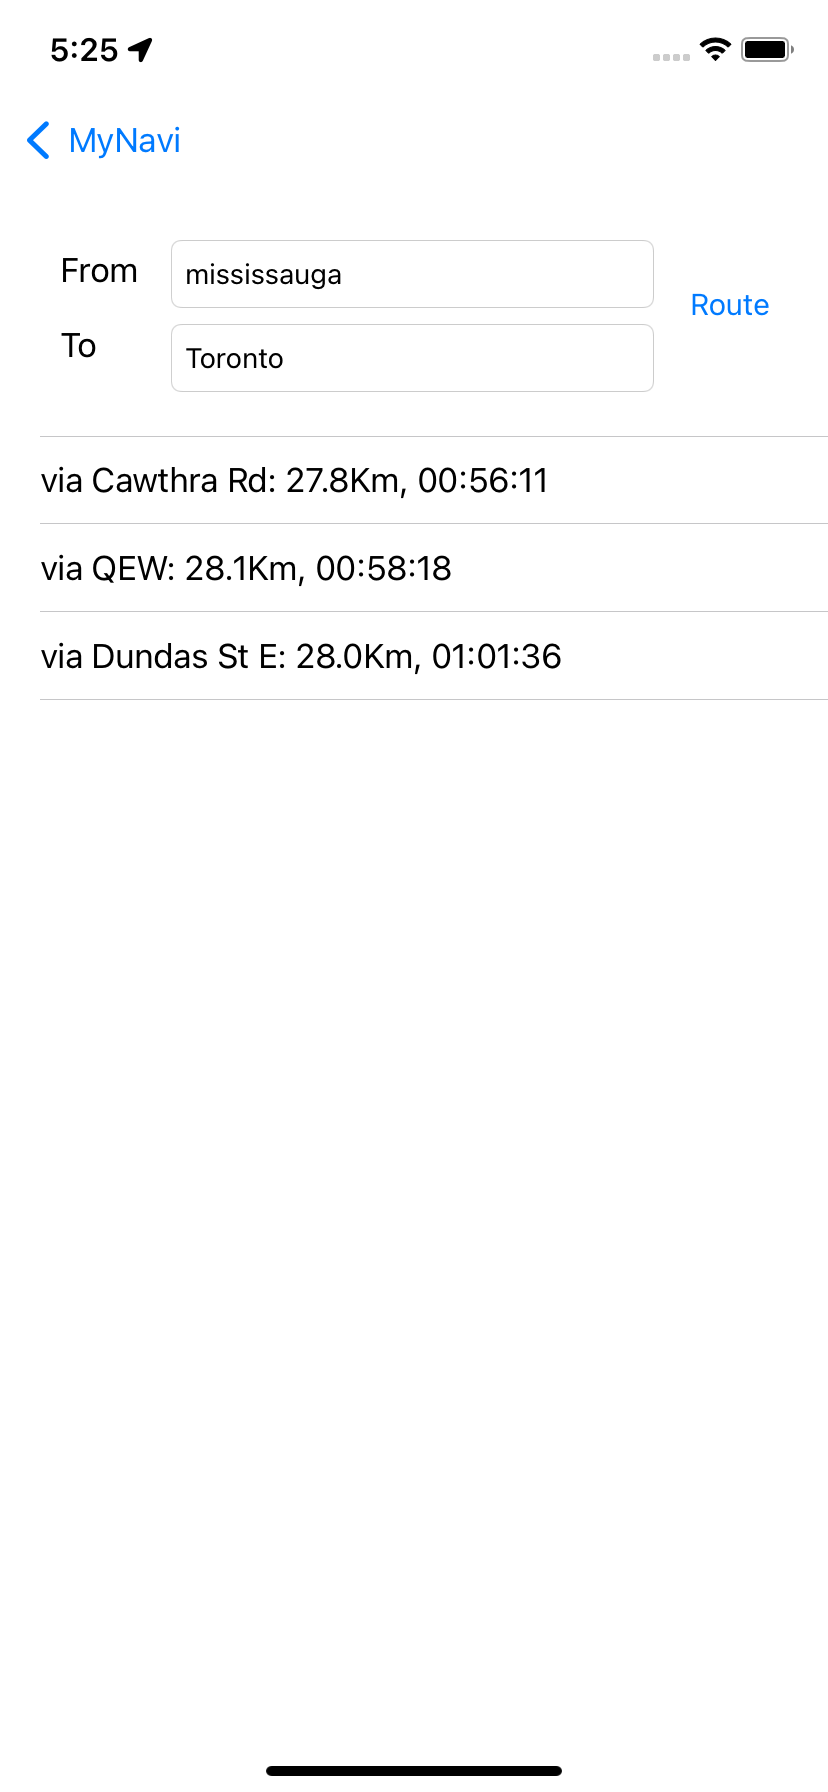 5:25
MyNavi
From
mississauga
Route
To
Toronto
via Cawthra Rd: 27.8Km, 00:56:11
via QEW: 28.1Km, 00:58:18
via Dundas St E: 28.0Km, 01:01:36